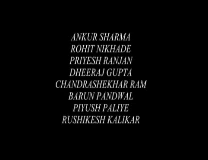 ANKUR SHARMA
ROHIT NIKHADE
PRIYESH RANJAN
DHEERAJ GUPTA
CHANDRASHEKHAR RAM
BARUN PANDWAL
PIYUSH PALIYE
RUSHIKESH KALIKAR